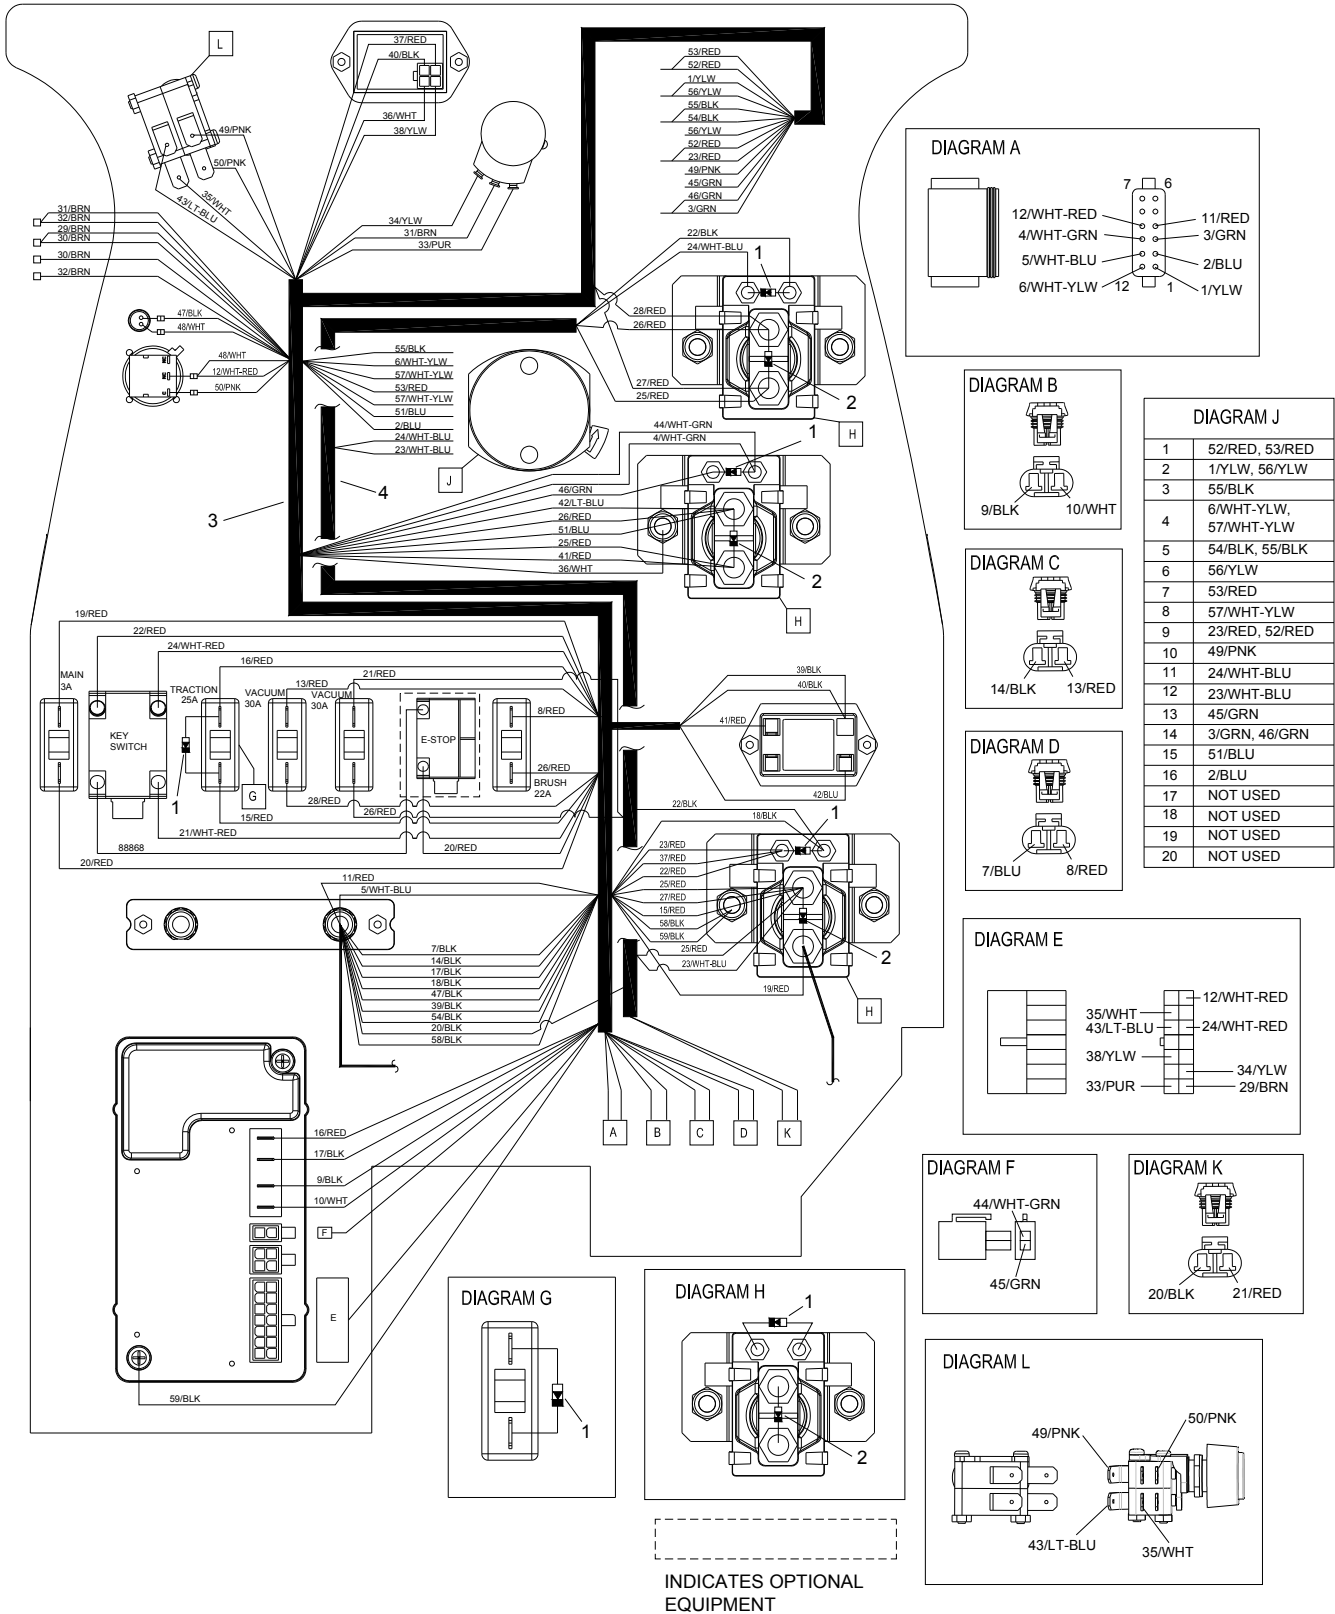 L
37/RED
40/BLK
36/WHT
38/YLW
49/PNK
50/PNK
35/WHT
43/LT-BLU
34/YLW
31/BRN
33/PUR
53/RED
52/RED
1/YLW
56/YLW
55/BLK
54/BLK
56/YLW
52/RED
23/RED
49/PNK
45/GRN
46/GRN
3/GRN
31/BRN
32/BRN
29/BRN
30/BRN
30/BRN
32/BRN
47/BLK
48/WHT
48/WHT
12/WHT-RED
50/PNK
22/BLK
24/WHT-BLU
1
28/RED
26/RED
27/RED
25/RED
2
H
55/BLK
6/WHT-YLW
57/WHT-YLW
53/RED
57/WHT-YLW
51/BLU
2/BLU
24/WHT-BLU
23/WHT-BLU
J
44/WHT-GRN
4/WHT-GRN
1
3
4
46/GRN
42/LT-BLU
26/RED
51/BLU
25/RED
41/RED
36/WHT
2
H
19/RED
22/RED
24/WHT-RED
16/RED
21/RED
13/RED
MAIN
3A
TRACTION
25A
VACUUM
30A
VACUUM
30A
KEY
SWITCH
E-STOP
8/RED
26/RED
BRUSH
22A
1
G
28/RED
15/RED
26/RED
21/WHT-RED
88868
20/RED
20/RED
39/BLK
40/BLK
41/RED
42/BLU
22/BLK
18/BLK
1
23/RED
37/RED
22/RED
25/RED
27/RED
15/RED
58/BLK
59/BLK
25/RED
23/WHT-BLU
19/RED
2
H
11/RED
5/WHT-BLU
7/BLK
14/BLK
17/BLK
18/BLK
47/BLK
39/BLK
54/BLK
20/BLK
58/BLK
A
B
C
D
K
16/RED
17/BLK
9/BLK
10/WHT
F
E
59/BLK
DIAGRAM A
7
6
12/WHT-RED
11/RED
4/WHT-GRN
3/GRN
5/WHT-BLU
2/BLU
6/WHT-YLW
12
1
1/YLW
DIAGRAM B
9/BLK
10/WHT
DIAGRAM C
14/BLK
13/RED
DIAGRAM D
7/BLU
8/RED
DIAGRAM J
1 52/RED, 53/RED
2 1/YLW, 56/YLW
3 55/BLK
4 6/WHT-YLW,
57/WHT-YLW
5 54/BLK, 55/BLK
6 56/YLW
7 53/RED
8 57/WHT-YLW
9 23/RED, 52/RED
10 49/PNK
11 24/WHT-BLU
12 23/WHT-BLU
13 45/GRN
14 3/GRN, 46/GRN
15 51/BLU
16 2/BLU
17 NOT USED
18 NOT USED
19 NOT USED
20 NOT USED
DIAGRAM E
12/WHT-RED
35/WHT
43/LT-BLU
24/WHT-RED
38/YLW
34/YLW
33/PUR
29/BRN
DIAGRAM F
44/WHT-GRN
45/GRN
DIAGRAM K
20/BLK
21/RED
DIAGRAM G
1
DIAGRAM H
1
2
DIAGRAM L
49/PNK
50/PNK
43/LT-BLU
35/WHT
INDICATES OPTIONAL
EQUIPMENT